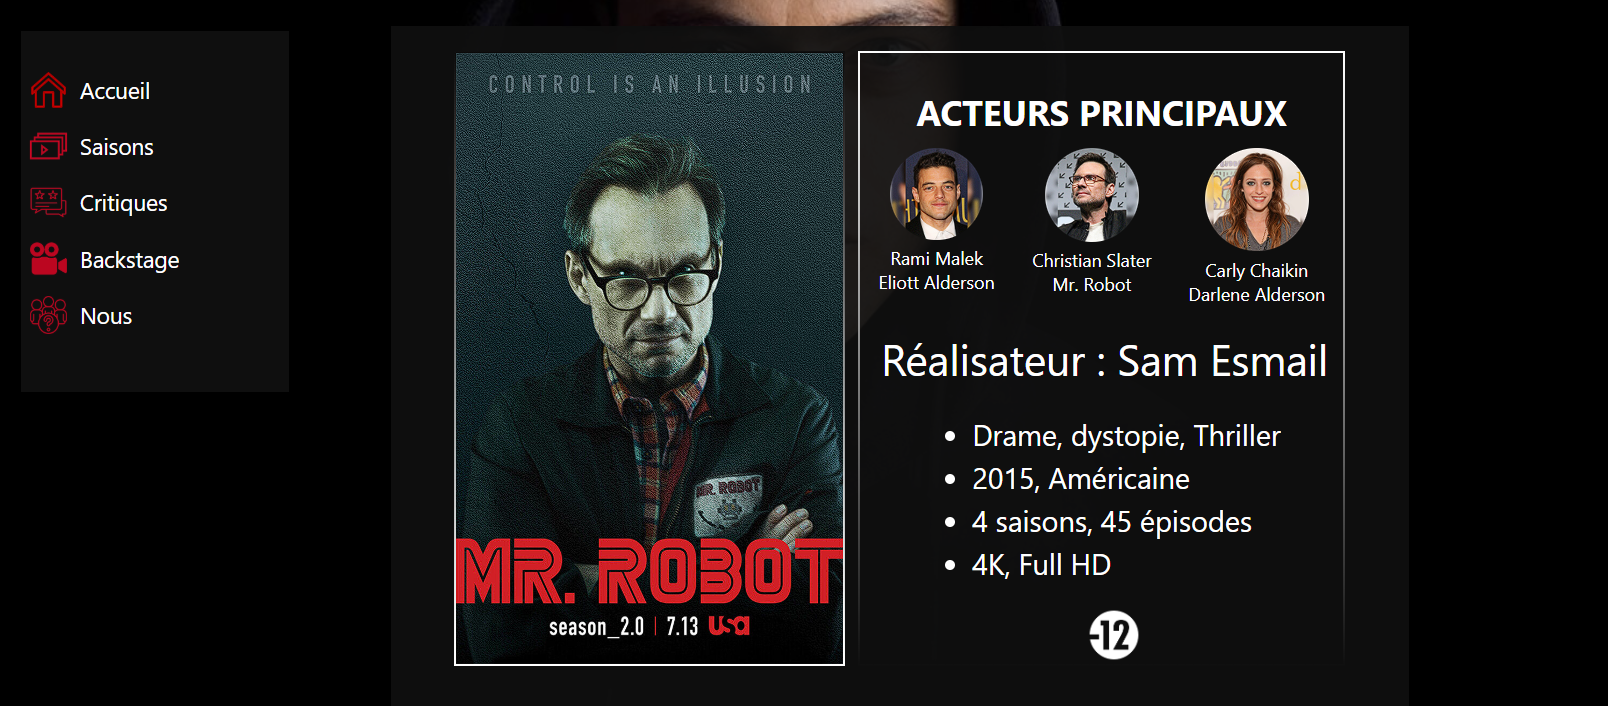 Accueil
Saisons
Critiques
Backstage
Nous
CONTROL IS AN ILLUSION
MR. ROBOT
MR. ROBOT
season_2.0 | 7.13 usa
ACTEURS PRINCIPAUX
Rami Malek
Eliott Alderson
Christian Slater
Mr. Robot
Carly Chaikin
Darlene Alderson
Réalisateur : Sam Esmail
• Drame, dystopie, Thriller
• 2015, Américaine
• 4 saisons, 45 épisodes
• 4K, Full HD
-12